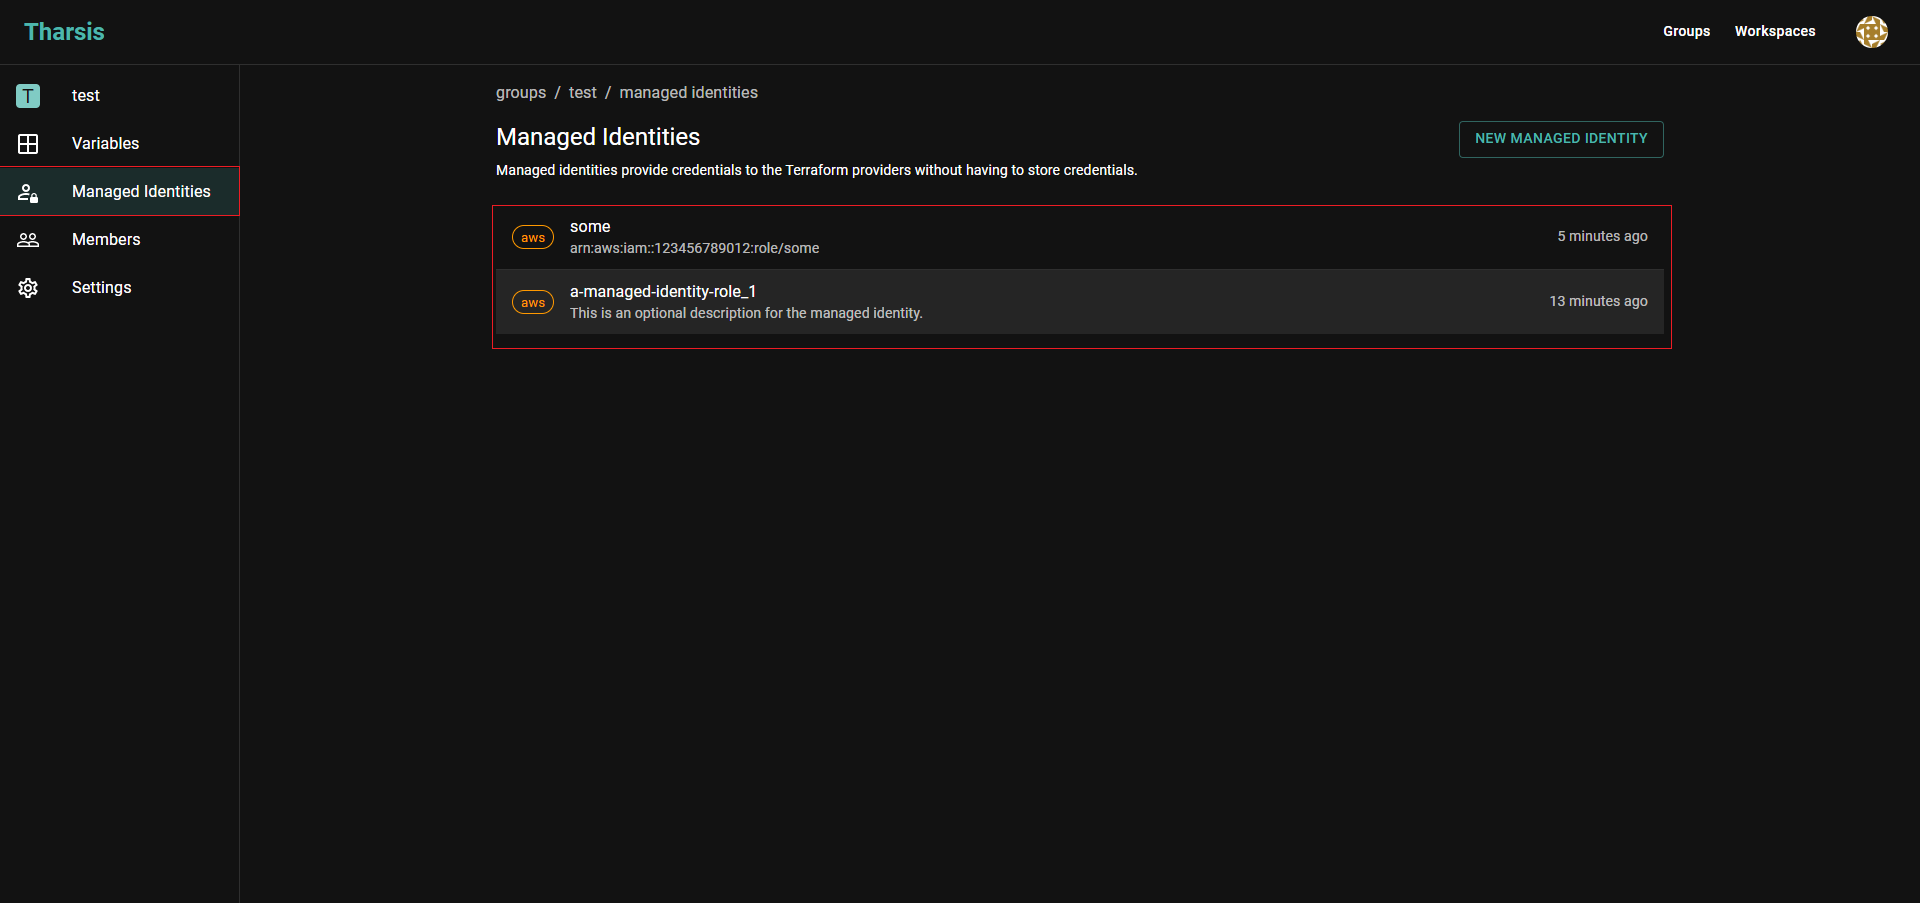 Tharsis
Groups
Workspaces
T
test
Variables
Managed Identities
Members
Settings
groups / test / managed identities
Managed Identities
NEW MANAGED IDENTITY
Managed identities provide credentials to the Terraform providers without having to store credentials.
aws
some
arn:aws:iam::123456789012:role/some
5 minutes ago
aws
a-managed-identity-role_1
This is an optional description for the managed identity.
13 minutes ago